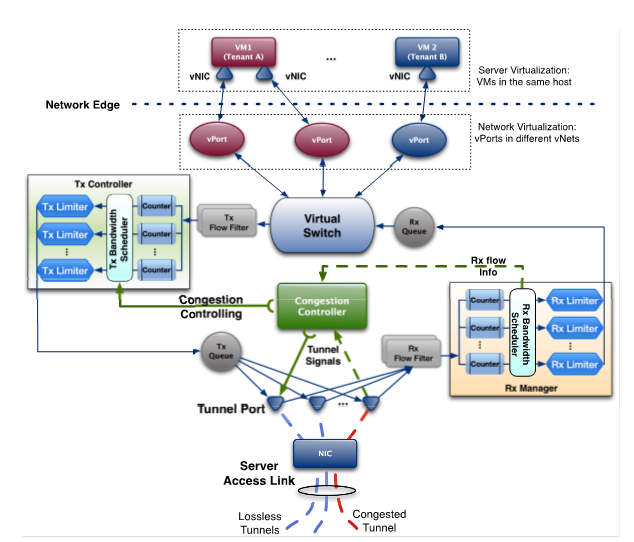 VM1
(Tenant A)
...
VM 2
(Tenant B)
vNIC
vNIC
vNIC
Server Virtualization:
VMs in the same host
Network Edge
vPort
vPort
vPort
Network Virtualization:
vPorts in different vNets
Tx Controller
Tx Limiter
Tx Limiter
Tx Limiter
Tx Bandwidth
Scheduler
Counter
Counter
Counter
Tx
Flow Filter
Virtual
Switch
Rx
Queue
Rx flow
Info
Congestion
Controlling
Congestion
Controller
Tunnel
Signals
Tx
Queue
Rx
Flow Filter
Counter
Counter
Counter
Rx Bandwidth
Scheduler
Rx Limiter
Rx Limiter
Rx Limiter
Rx Manager
Tunnel Port
...
NIC
Server
Access Link
Lossless
Tunnels
Congested
Tunnel